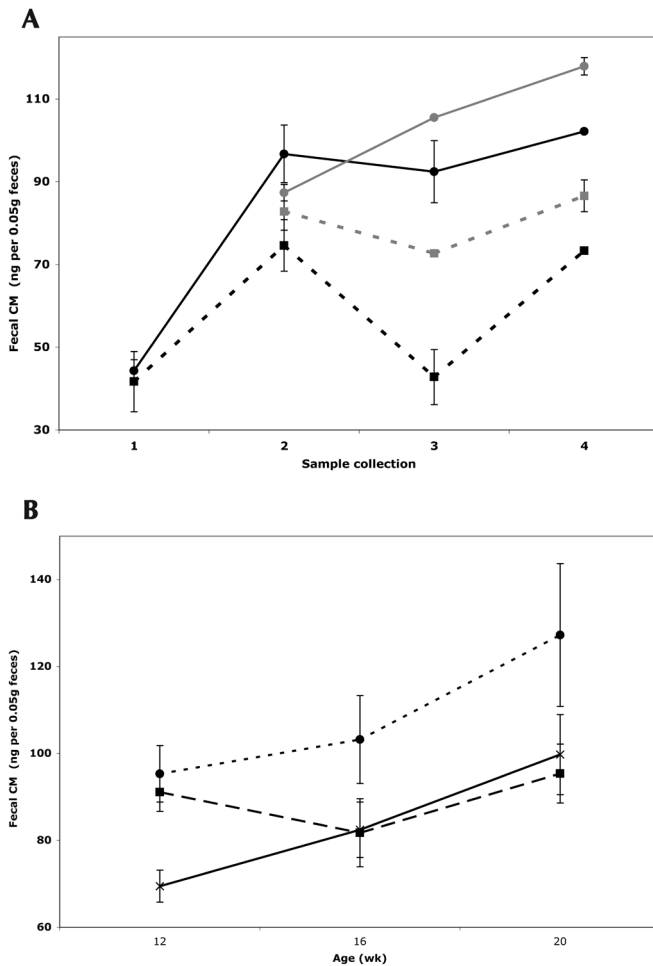 A
110
90
70
50
30
Fecal CM (ng per 0.05g feces)
1 2 3 4
Sample collection
B
140
120
100
80
60
Fecal CM (ng per 0.05g feces)
12 16 20
Age (wk)